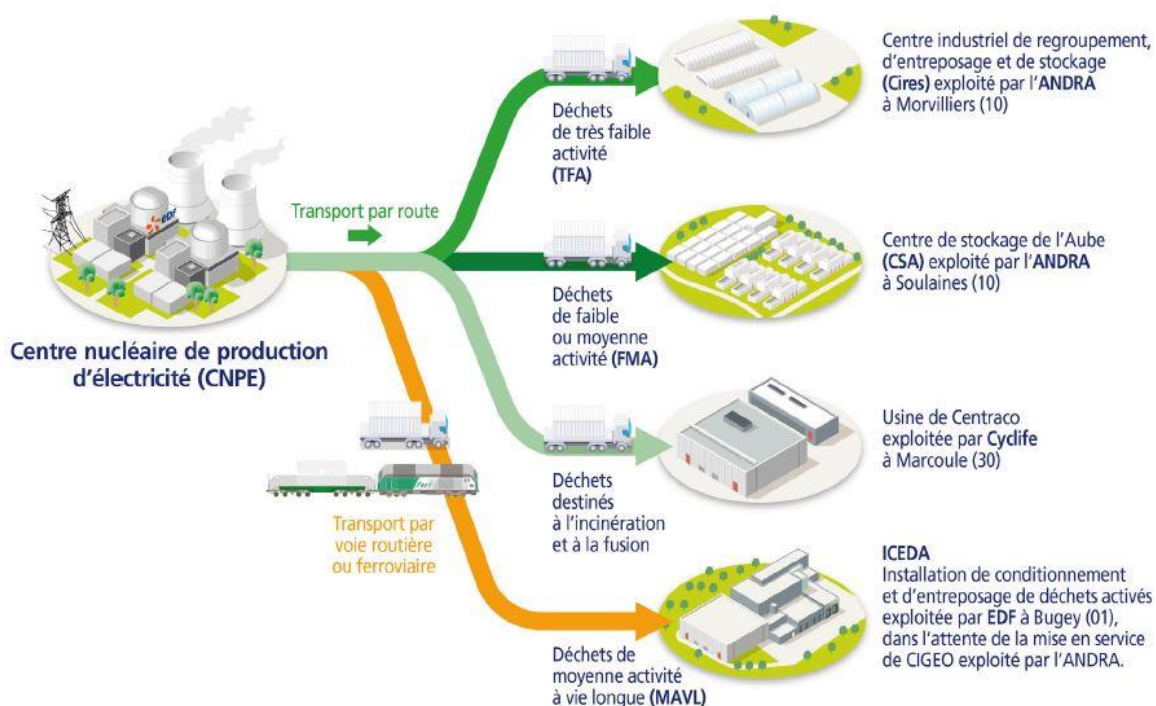 Centre industriel de regroupement,
d'entreposage et de stockage
(Cires) exploité par l'ANDRA
à Morvilliers (10)
Déchets
de très faible
activité
(TFA)
eDF
Transport par route
Centre de stockage de l'Aube
(CSA) exploité par l'ANDRA
à Soulaines (10)
Déchets
de faible
ou moyenne
activité (FMA)
Centre nucléaire de production
d'électricité (CNPE)
Usine de Centraco
exploitée par Cyclife
à Marcoule (30)
Déchets
destinés
à l'incinération
et à la fusion
Fret
Transport par
voie routière
ou ferroviaire
ICEDA
Installation de conditionnement
et d'entreposage de déchets activés
exploitée par EDF à Bugey (01),
dans l'attente de la mise en service
de CIGEO exploité par l'ANDRA.
Déchets de
moyenne activité
à vie longue (MAVL)